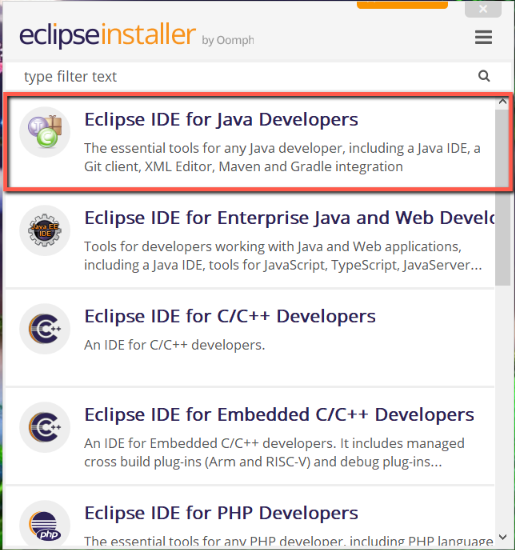 eclipseinstaller by Oomph
type filter text
Eclipse IDE for Java Developers
The essential tools for any Java developer, including a Java IDE, a
Git client, XML Editor, Maven and Gradle integration
Java EE
IDE
Eclipse IDE for Enterprise Java and Web Develo
Tools for developers working with Java and Web applications,
including a Java IDE, tools for JavaScript, TypeScript, JavaServer...
C++
Eclipse IDE for C/C++ Developers
An IDE for C/C++ developers.
C++
Eclipse IDE for Embedded C/C++ Developers
An IDE for Embedded C/C++ developers. It includes managed
cross build plug-ins (Arm and RISC-V) and debug plug-ins...
php
Eclipse IDE for PHP Developers
The essential tools for any PHP developer, including PHP language